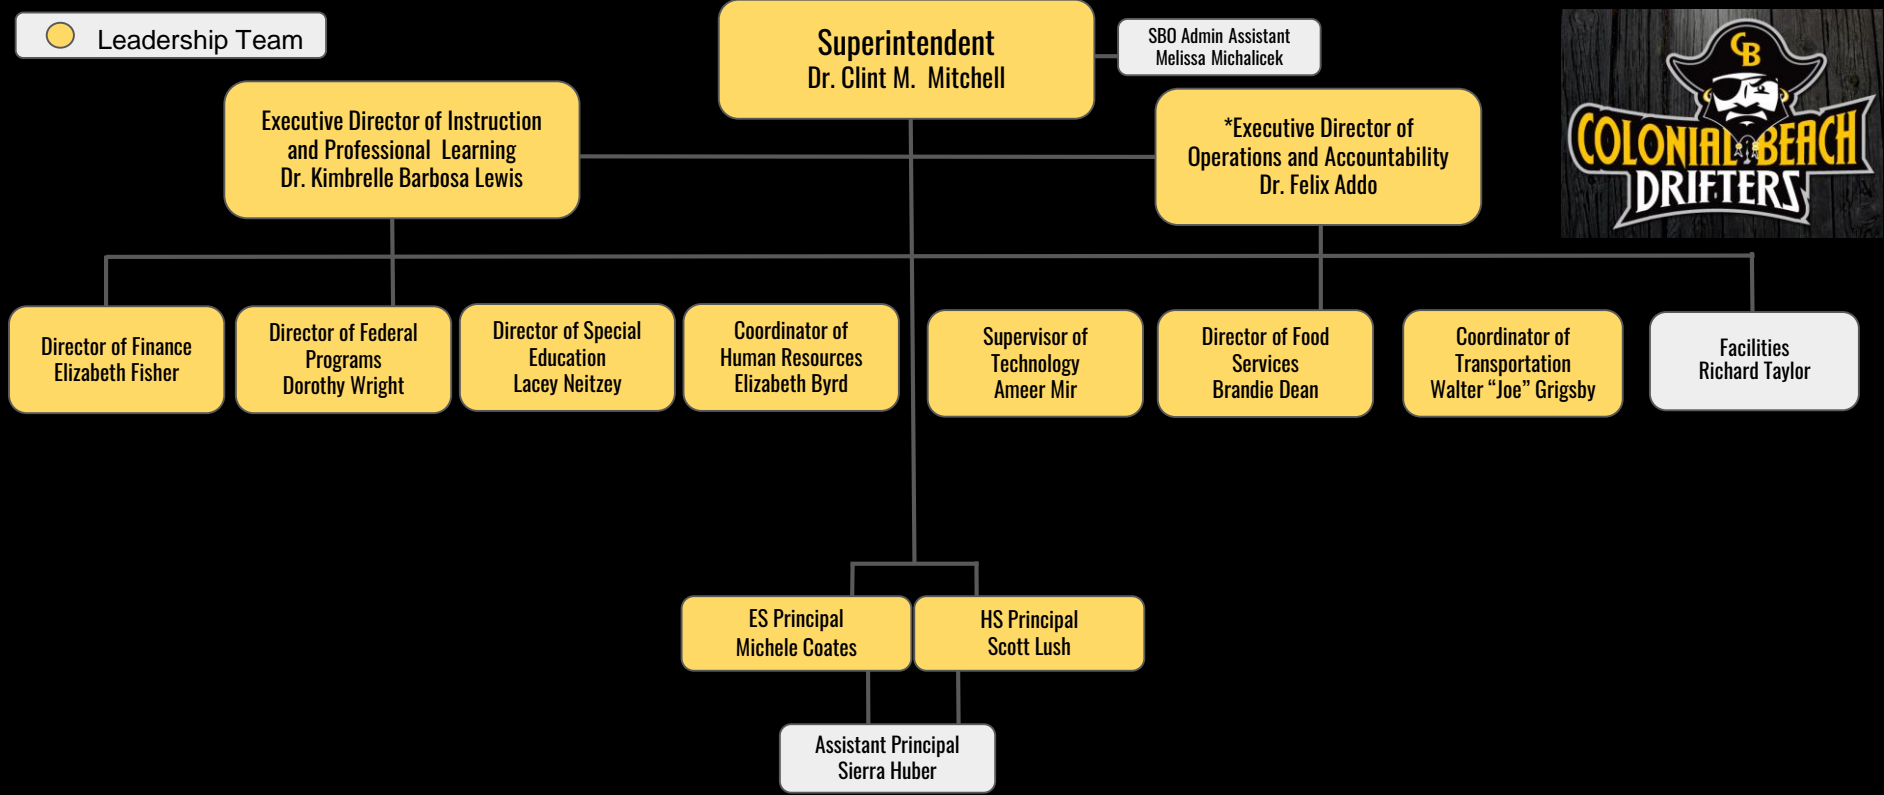 Leadership Team
Superintendent
Dr. Clint M.  Mitchell
SBO Admin Assistant
Melissa Michalicek
CB
COLONIAL BEACH
DRIFTERS
Executive Director of Instruction
and Professional  Learning
Dr. Kimbrelle Barbosa Lewis
*Executive Director of
Operations and Accountability
Dr. Felix Addo
Director of Finance
Elizabeth Fisher
Director of Federal
Programs
Dorothy Wright
Director of Special
Education
Lacey Neitzey
Coordinator of
Human Resources
Elizabeth Byrd
Supervisor of
Technology
Ameer Mir
Director of Food
Services
Brandie Dean
Coordinator of
Transportation
Walter “Joe” Grigsby
Facilities
Richard Taylor
ES Principal
Michele Coates
HS Principal
Scott Lush
Assistant Principal
Sierra Huber